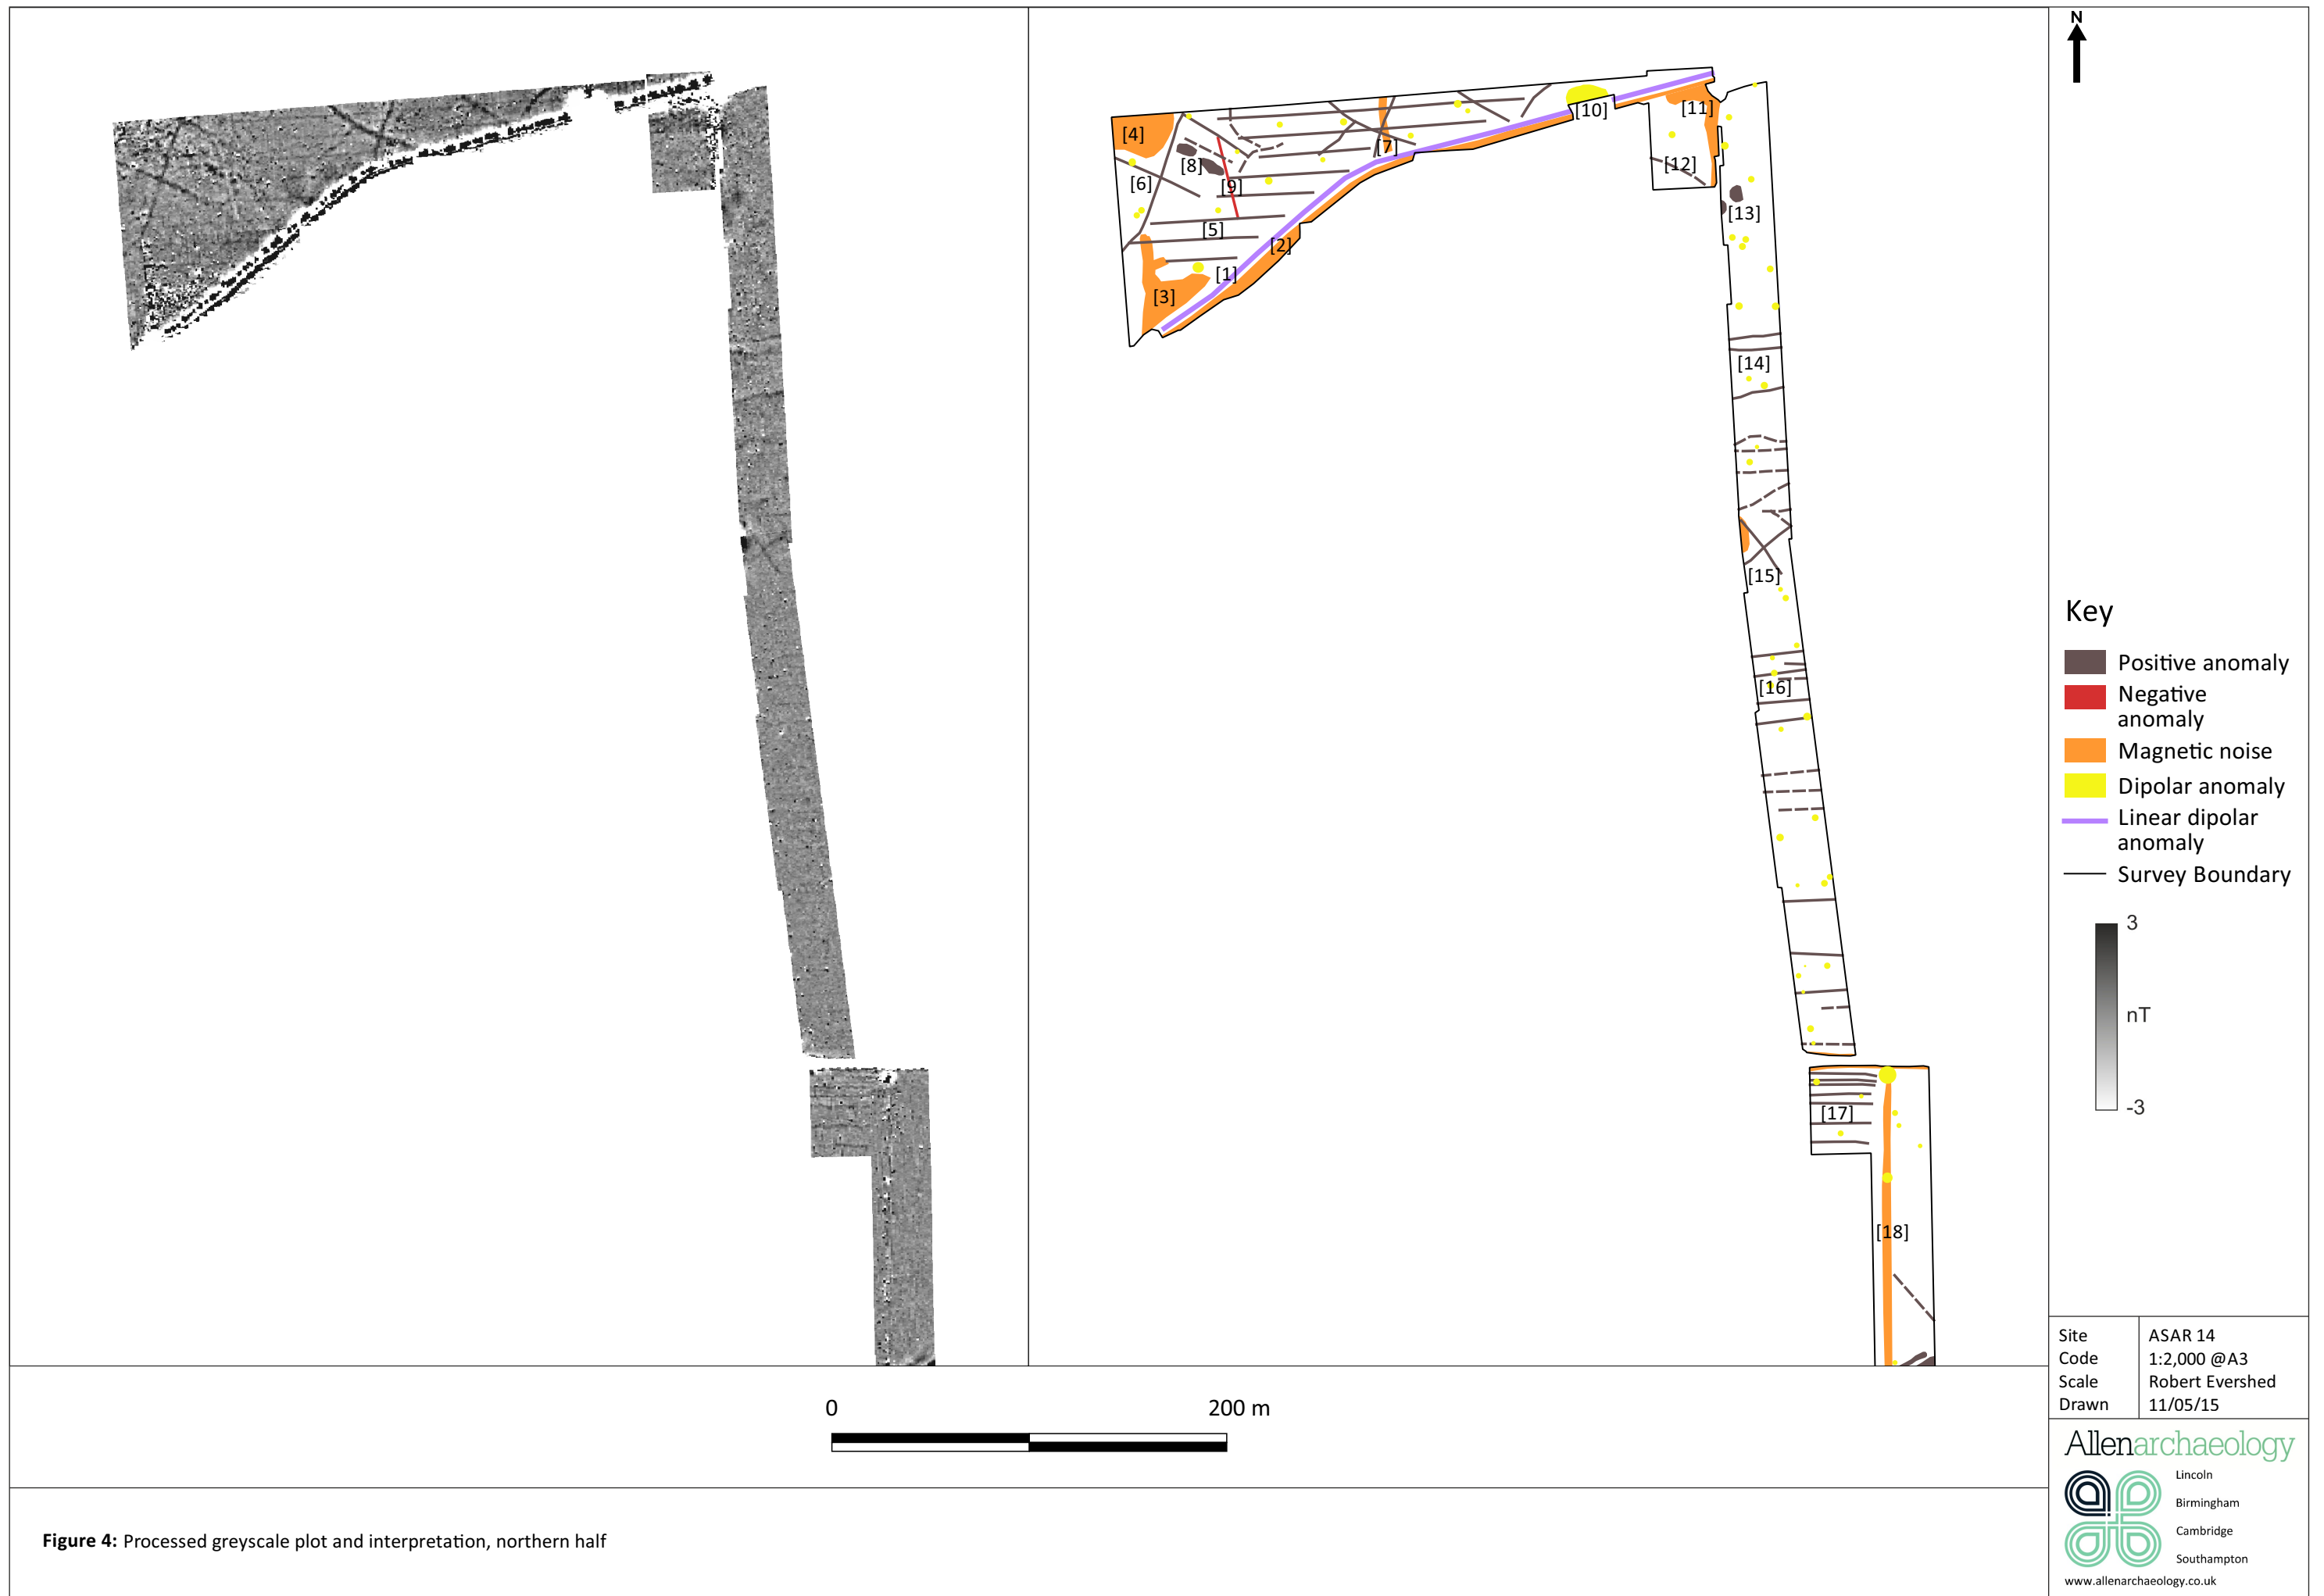 N
[4]
[8]
[6]
[9]
[5]
[2]
[1]
[3]
[7]
[10]
[11]
[12]
[13]
[14]
[15]
[16]
[17]
[18]
Key
Positive anomaly
Negative
anomaly
Magnetic noise
Dipolar anomaly
Linear dipolar
anomaly
Survey Boundary
3
nT
-3
0 200 m
Site ASAR 14
Code 1:2,000 @A3
Scale Robert Evershed
Drawn 11/05/15
Allenarchaeology
Lincoln
Birmingham
Cambridge
Southampton
www.allenarchaeology.co.uk
Figure 4: Processed greyscale plot and interpretation, northern half